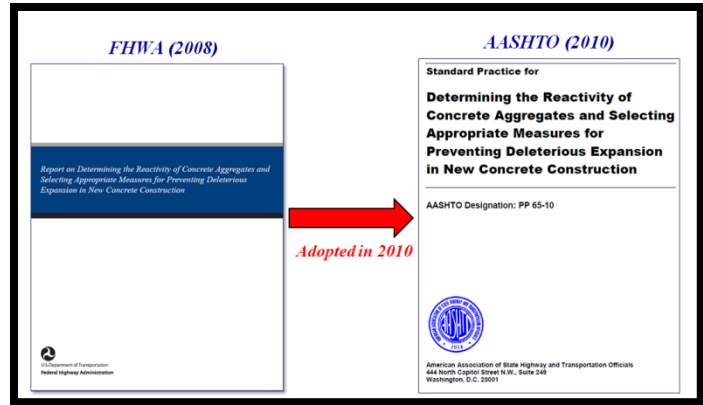 FHWA (2008)
Report on Determining the Reactivity of Concrete Aggregates and
Selecting Appropriate Measures for Preventing Deleterious
Expansion in New Concrete Construction
U.S. Department of Transportation
Federal Highway Administration
Adopted in 2010
AASHTO (2010)
Standard Practice for
Determining the Reactivity of
Concrete Aggregates and Selecting
Appropriate Measures for
Preventing Deleterious Expansion
in New Concrete Construction
AASHTO Designation: PP 65-10
AASHTO
1914
American Association of State Highway and Transportation Officials
444 North Capitol Street N.W., Suite 249
Washington, D.C. 20001